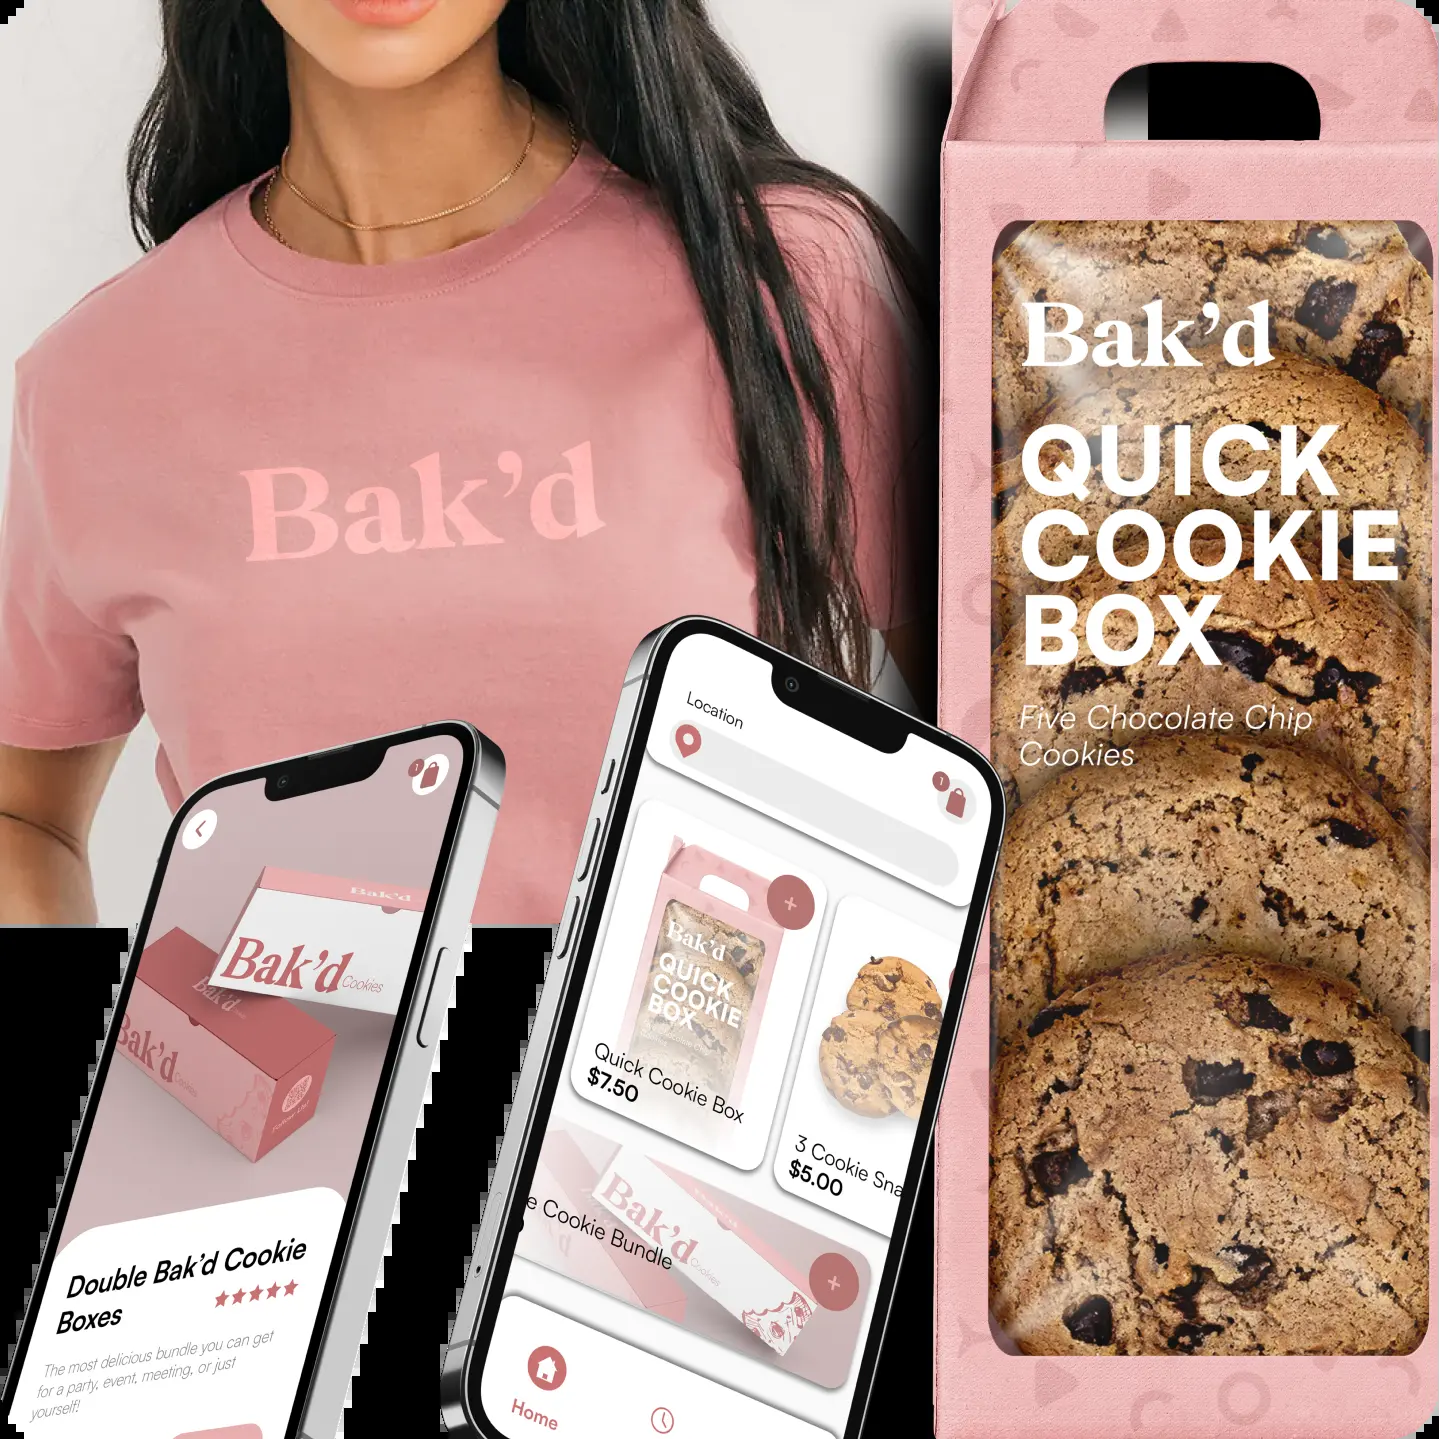 Bak’d
Bak’d
QUICK
COOKIE
BOX
Five Chocolate Chip
Cookies
1
Bak’d
Bak’d Cookies
Bak’d
Bak’d Cookies
Follow Us!
Double Bak’d Cookie
Boxes
The most delicious bundle you can get
for a party, event, meeting, or just
yourself!
Location
1
+
Bak’d
QUICK
COOKIE
BOX
Quick Cookie Box
$7.50
3 Cookie Sna
$5.00
Bak’d Cookies
e Cookie Bundle
+
Home